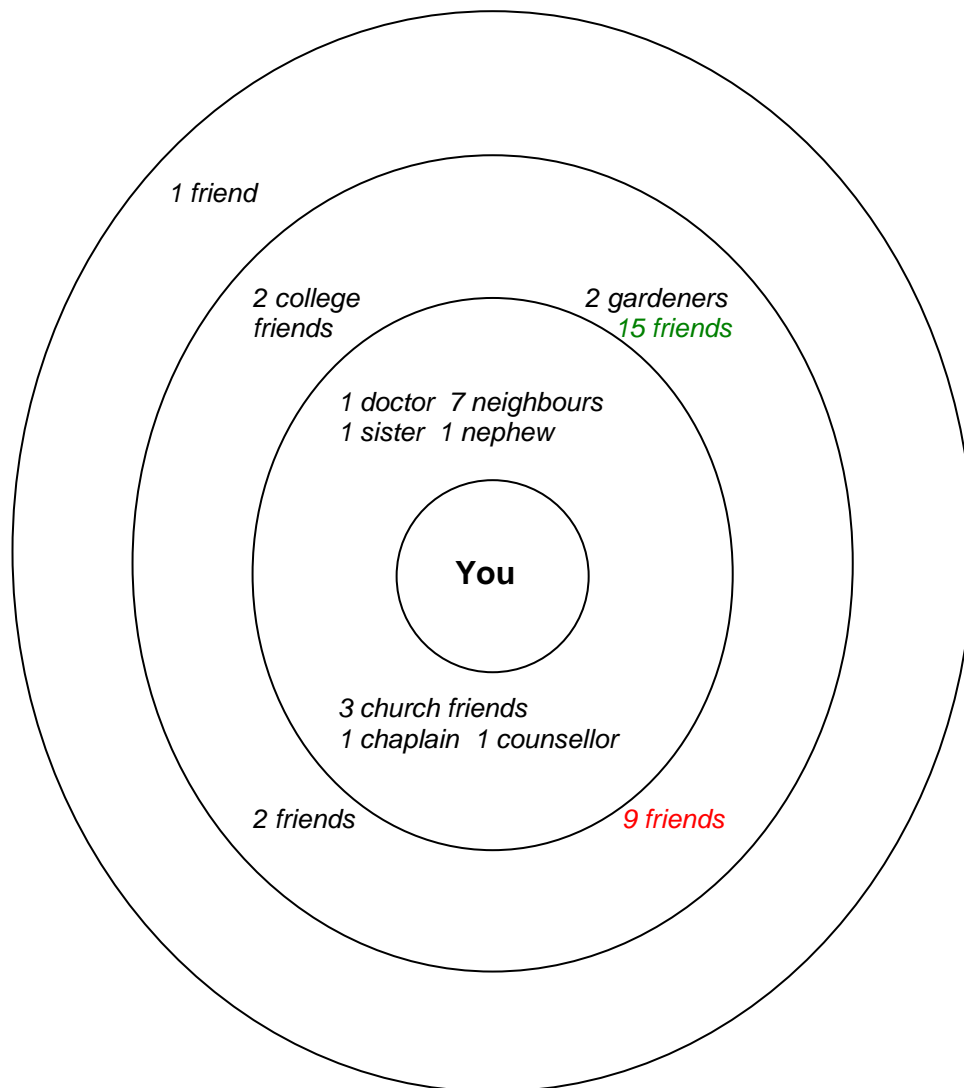 1 friend
2 college
friends
2 gardeners
15 friends
1 doctor  7 neighbours
1 sister  1 nephew
You
3 church friends
1 chaplain  1 counsellor
2 friends
9 friends